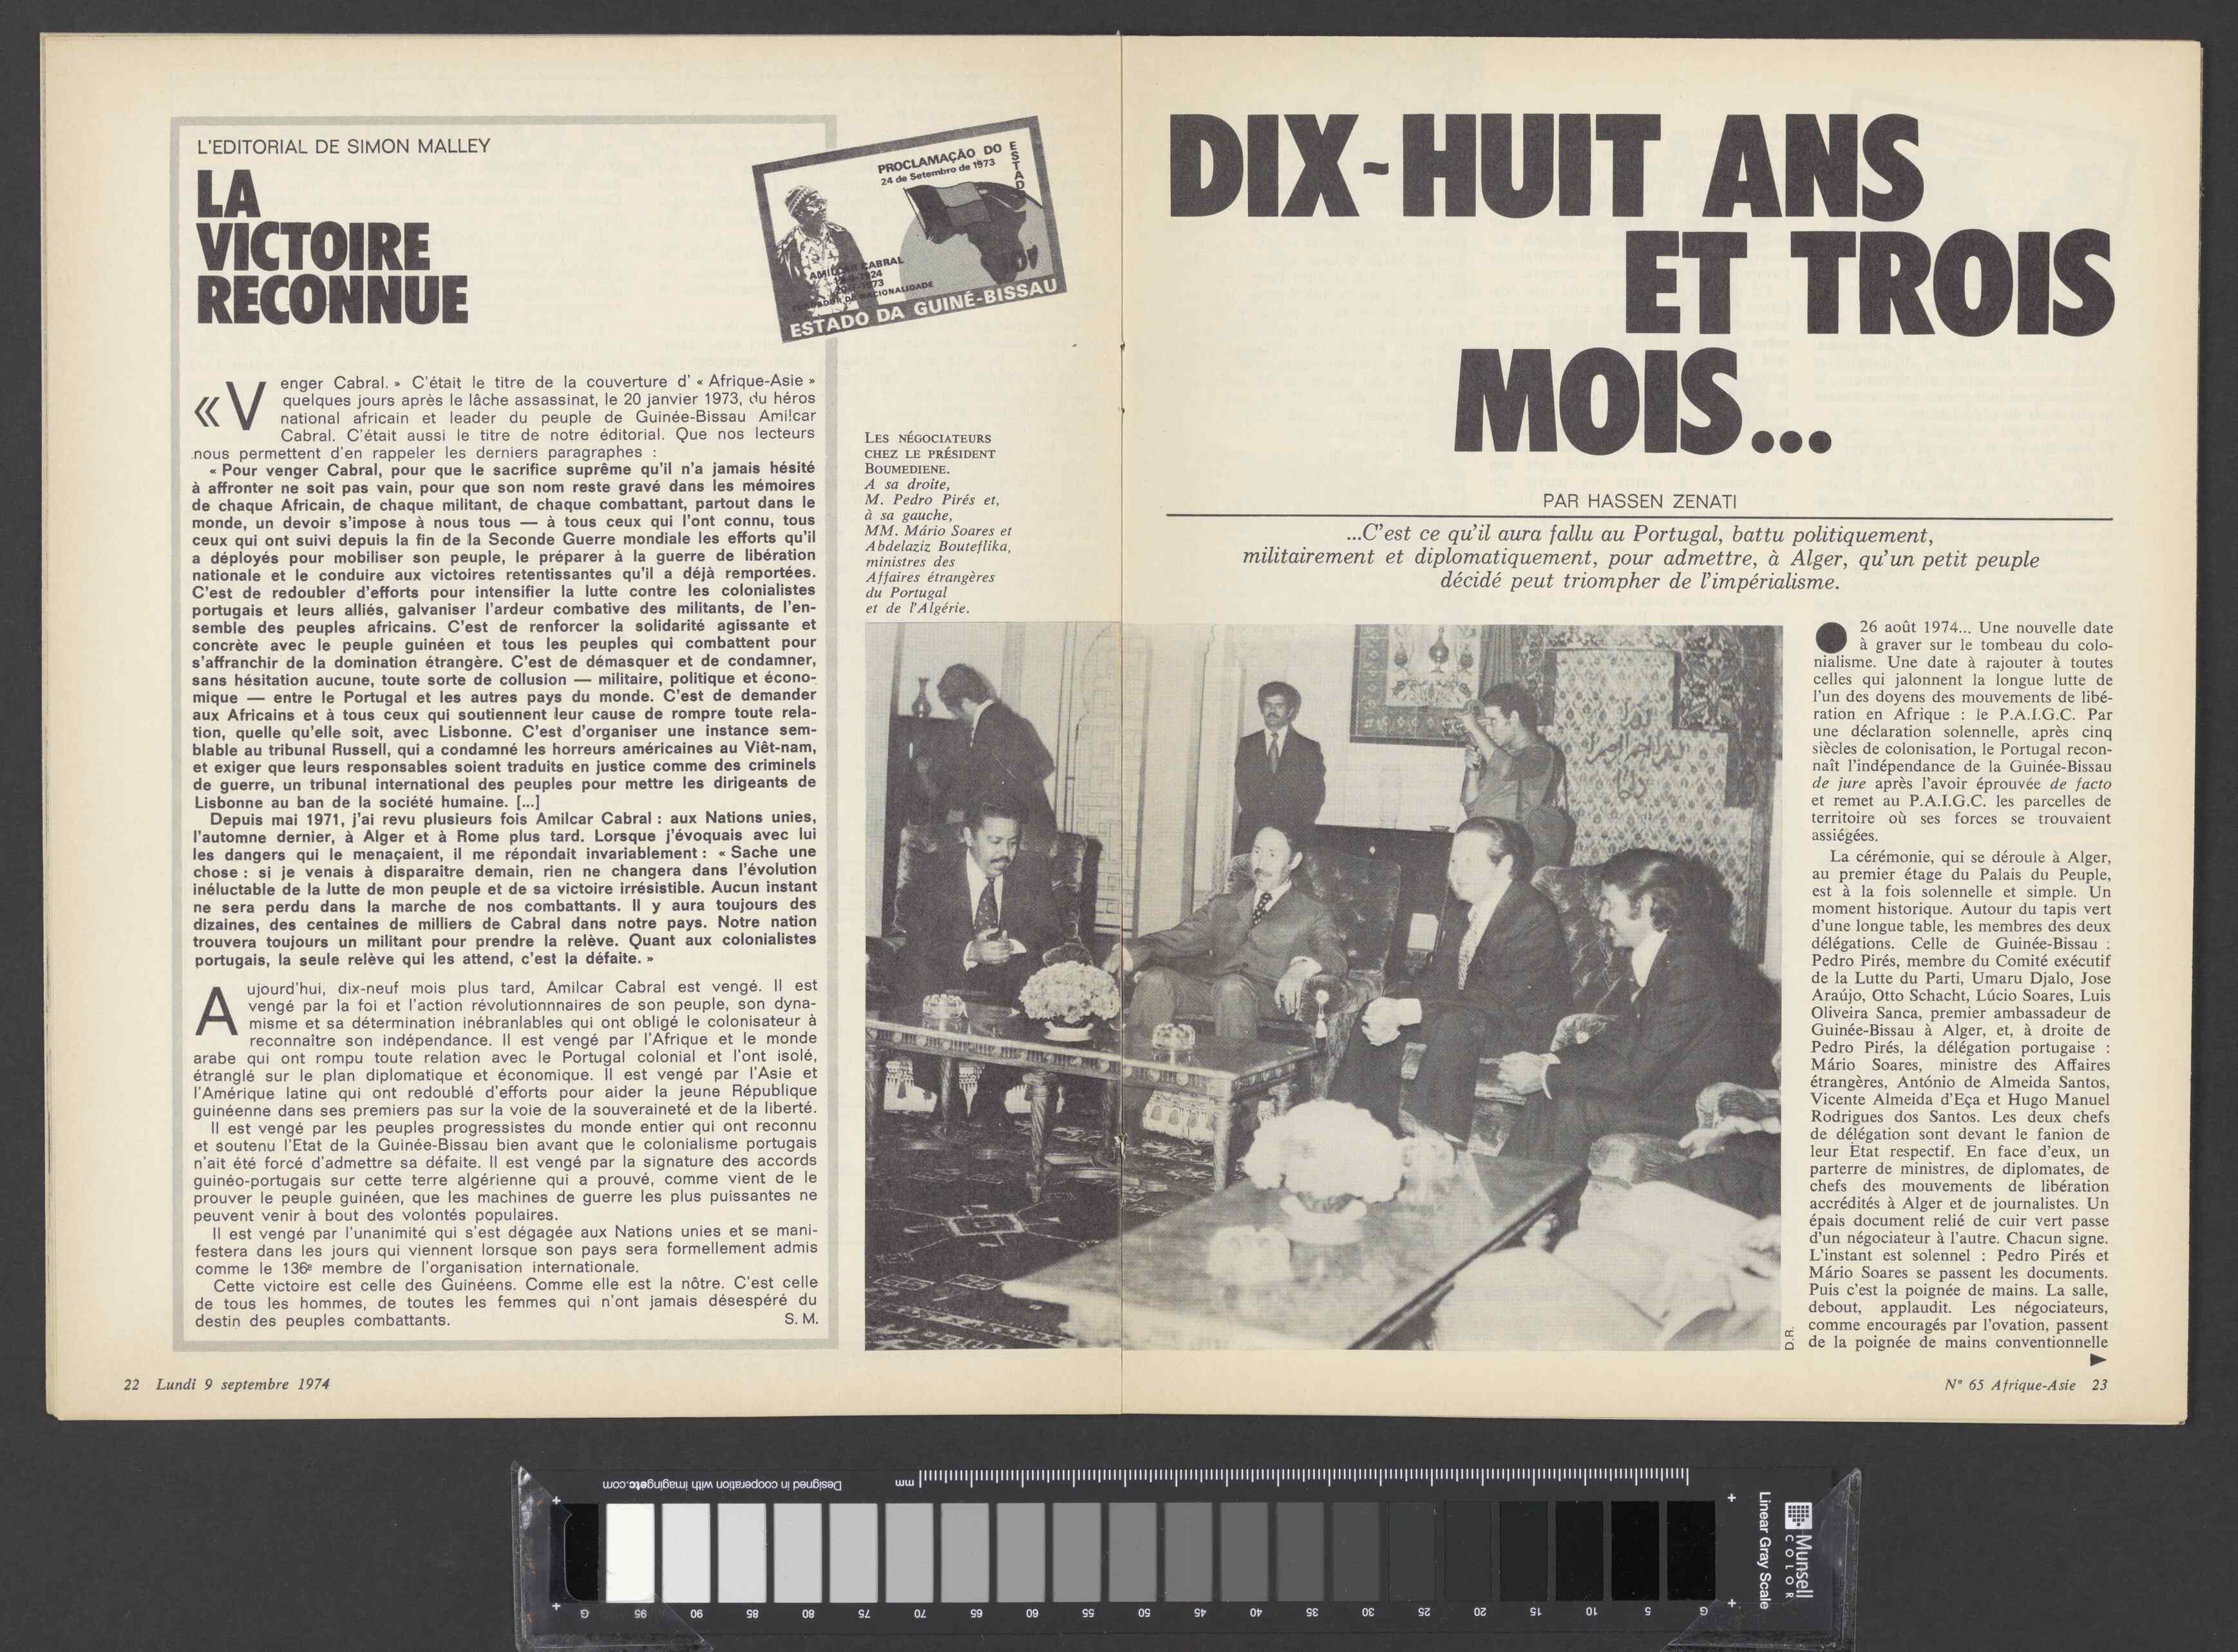 L'EDITORIAL DE SIMON MALLEY
LA
VICTOIRE
RECONNUE
PROCLAMAÇÃO DO
ESTAD
24 de Setembro de 1973
AMILCAR CABRAL
ESTADO DA GUINÉ-BISSAU
«Venger Cabral. » C'était le titre de la couverture d' « Afrique-Asie »
quelques jours après le lâche assassinat, le 20 janvier 1973, du héros
national africain et leader du peuple de Guinée-Bissau Amilcar
Cabral. C'était aussi le titre de notre éditorial. Que nos lecteurs
nous permettent d'en rappeler les derniers paragraphes :
« Pour venger Cabral, pour que le sacrifice suprême qu'il n'a jamais hésité
à affronter ne soit pas vain, pour que son nom reste gravé dans les mémoires
de chaque Africain, de chaque militant, de chaque combattant, partout dans le
monde, un devoir s'impose à nous tous — à tous ceux qui l'ont connu, tous
ceux qui ont suivi depuis la fin de la Seconde Guerre mondiale les efforts qu'il
a déployés pour mobiliser son peuple, le préparer à la guerre de libération
nationale et le conduire aux victoires retentissantes qu'il a déjà remportées.
C'est de redoubler d'efforts pour intensifier la lutte contre les colonialistes
portugais et leurs alliés, galvaniser l'ardeur combative des militants, de l'en-
semble des peuples africains. C'est de renforcer la solidarité agissante et
concrète avec le peuple guinéen et tous les peuples qui combattent pour
s'affranchir de la domination étrangère. C'est de démasquer et de condamner,
sans hésitation aucune, toute sorte de collusion — militaire, politique et écono-
mique — entre le Portugal et les autres pays du monde. C'est de demander
aux Africains et à tous ceux qui soutiennent leur cause de rompre toute rela-
tion, quelle qu'elle soit, avec Lisbonne. C'est d'organiser une instance sem-
blable au tribunal Russell, qui a condamné les horreurs américaines au Viêt-nam,
et exiger que leurs responsables soient traduits en justice comme des criminels
de guerre, un tribunal international des peuples pour mettre les dirigeants de
Lisbonne au ban de la société humaine. [...]
Depuis mai 1971, j'ai revu plusieurs fois Amilcar Cabral : aux Nations unies,
l'automne dernier, à Alger et à Rome plus tard. Lorsque j'évoquais avec lui
les dangers qui le menaçaient, il me répondait invariablement : « Sache une
chose : si je venais à disparaître demain, rien ne changera dans l'évolution
inéluctable de la lutte de mon peuple et de sa victoire irrésistible. Aucun instant
ne sera perdu dans la marche de nos combattants. Il y aura toujours des
dizaines, des centaines de milliers de Cabral dans notre pays. Notre nation
trouvera toujours un militant pour prendre la relève. Quant aux colonialistes
portugais, la seule relève qui les attend, c'est la défaite. »
Aujourd'hui, dix-neuf mois plus tard, Amilcar Cabral est vengé. Il est
vengé par la foi et l'action révolutionnnaires de son peuple, son dyna-
misme et sa détermination inébranlables qui ont obligé le colonisateur à
reconnaître son indépendance. Il est vengé par l'Afrique et le monde
arabe qui ont rompu toute relation avec le Portugal colonial et l'ont isolé,
étranglé sur le plan diplomatique et économique. Il est vengé par l'Asie et
l'Amérique latine qui ont redoublé d'efforts pour aider la jeune République
guinéenne dans ses premiers pas sur la voie de la souveraineté et de la liberté.
Il est vengé par les peuples progressistes du monde entier qui ont reconnu
et soutenu l'Etat de la Guinée-Bissau bien avant que le colonialisme portugais
n'ait été forcé d'admettre sa défaite. Il est vengé par la signature des accords
guinéo-portugais sur cette terre algérienne qui a prouvé, comme vient de le
prouver le peuple guinéen, que les machines de guerre les plus puissantes ne
peuvent venir à bout des volontés populaires.
Il est vengé par l'unanimité qui s'est dégagée aux Nations unies et se mani-
festera dans les jours qui viennent lorsque son pays sera formellement admis
comme le 136e membre de l'organisation internationale.
Cette victoire est celle des Guinéens. Comme elle est la nôtre. C'est celle
de tous les hommes, de toutes les femmes qui n'ont jamais désespéré du
destin des peuples combattants. S. M.
22 Lundi 9 septembre 1974
LES NÉGOCIATEURS
CHEZ LE PRÉSIDENT
BOUMEDIENE.
A sa droite,
M. Pedro Pirés et,
à sa gauche,
MM. Mário Soares et
Abdelaziz Bouteflika,
ministres des
Affaires étrangères
du Portugal
et de l'Algérie.
DIX-HUIT ANS
ET TROIS
MOIS...
PAR HASSEN ZENATI
...C'est ce qu'il aura fallu au Portugal, battu politiquement,
militairement et diplomatiquement, pour admettre, à Alger, qu'un petit peuple
décidé peut triompher de l'impérialisme.
26 août 1974... Une nouvelle date
à graver sur le tombeau du colo-
nialisme. Une date à rajouter à toutes
celles qui jalonnent la longue lutte de
l'un des doyens des mouvements de libé-
ration en Afrique : le P.A.I.G.C. Par
une déclaration solennelle, après cinq
siècles de colonisation, le Portugal recon-
naît l'indépendance de la Guinée-Bissau
de jure après l'avoir éprouvée de facto
et remet au P.A.I.G.C. les parcelles de
territoire où ses forces se trouvaient
assiégées.
La cérémonie, qui se déroule à Alger,
au premier étage du Palais du Peuple,
est à la fois solennelle et simple. Un
moment historique. Autour du tapis vert
d'une longue table, les membres des deux
délégations. Celle de Guinée-Bissau :
Pedro Pirés, membre du Comité exécutif
de la Lutte du Parti, Umaru Djalo, Jose
Araújo, Otto Schacht, Lúcio Soares, Luis
Oliveira Sanca, premier ambassadeur de
Guinée-Bissau à Alger, et, à droite de
Pedro Pirés, la délégation portugaise :
Mário Soares, ministre des Affaires
étrangères, António de Almeida Santos,
Vicente Almeida d'Eça et Hugo Manuel
Rodrigues dos Santos. Les deux chefs
de délégation sont devant le fanion de
leur Etat respectif. En face d'eux, un
parterre de ministres, de diplomates, de
chefs des mouvements de libération
accrédités à Alger et de journalistes. Un
épais document relié de cuir vert passe
d'un négociateur à l'autre. Chacun signe.
L'instant est solennel : Pedro Pirés et
Mário Soares se passent les documents.
Puis c'est la poignée de mains. La salle,
debout, applaudit. Les négociateurs,
comme encouragés par l'ovation, passent
de la poignée de mains conventionnelle
D.R.
N° 65 Afrique-Asie 23
Designed in cooperation with imagingetc.com
mm
G 95 90 85 80 75 70 65 60 55 50 45 40 35 30 25 20 15 10 5 G
Linear Gray Scale
Munsell
COLOR